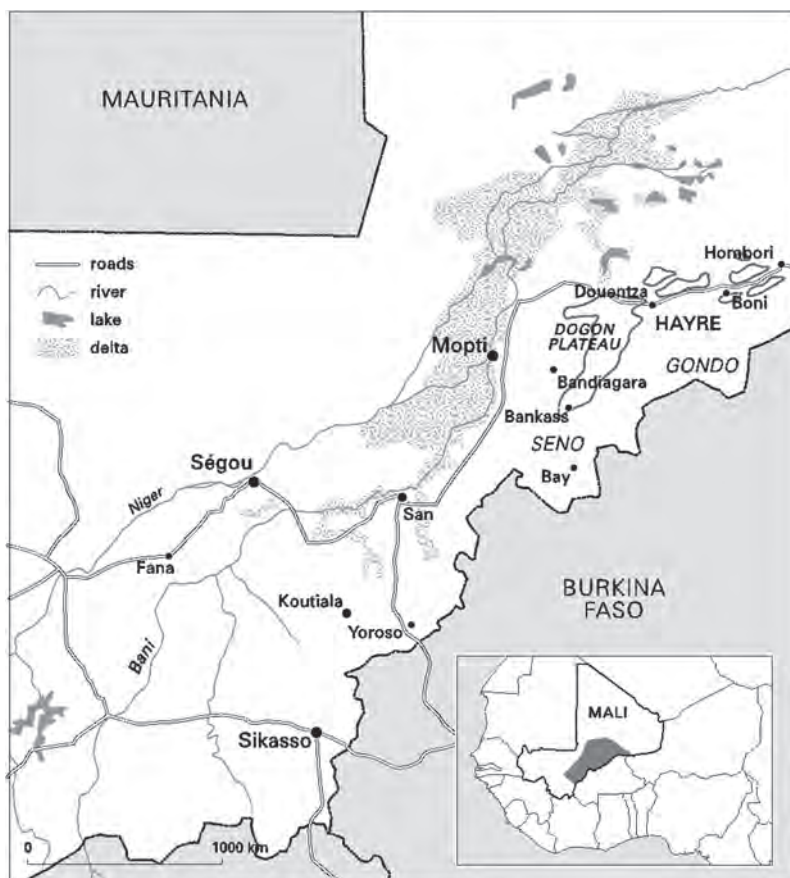 MAURITANIA
roads
river
lake
delta
Hombori
Douentza
Boni
HAYRE
DOGON
PLATEAU
Mopti
GONDO
Bandiagara
Bankass
SENO
Ségou
Bay
Niger
San
Fana
BURKINA
FASO
Koutiala
Yoroso
Bani
MALI
Sikasso
0 1000 km